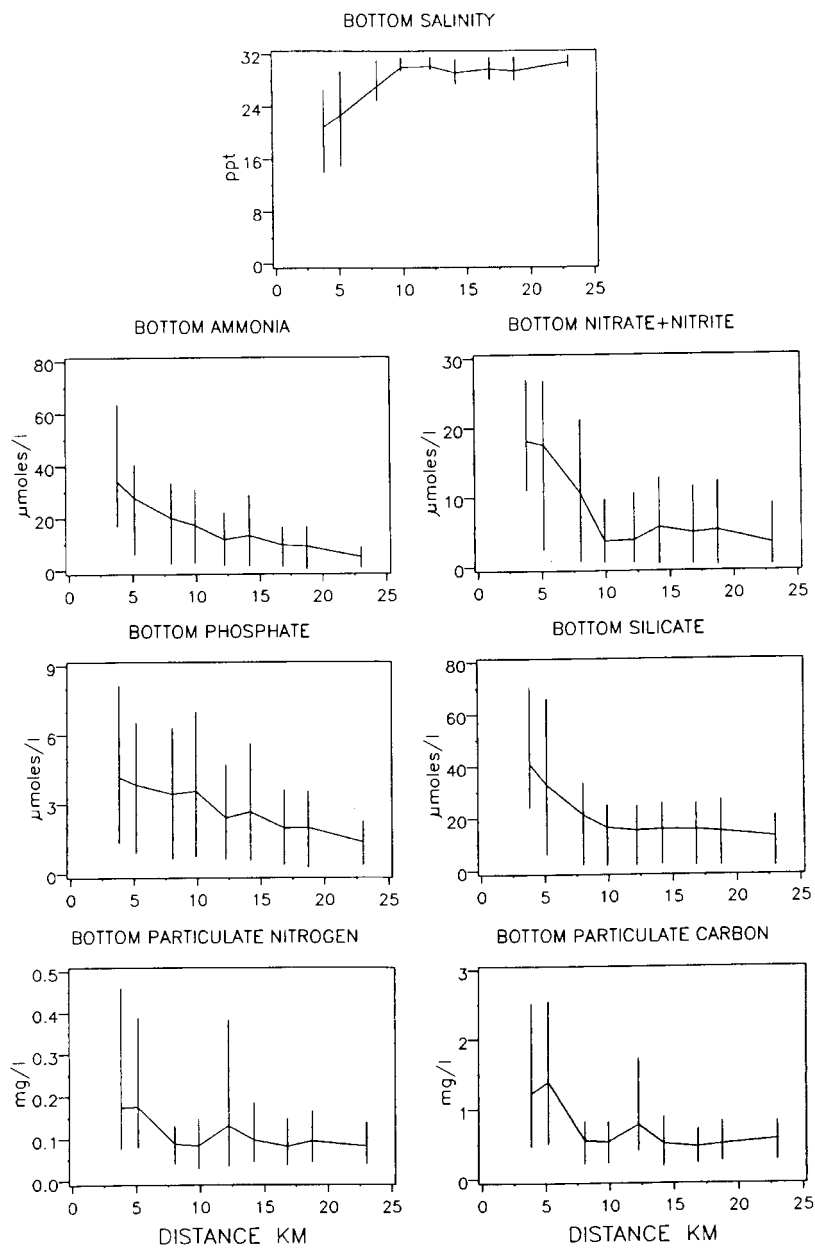 BOTTOM SALINITY
32
24
16
8
0
ppt
0 5 10 15 20 25
BOTTOM AMMONIA
80
60
40
20
0
μmoles/l
0 5 10 15 20 25
BOTTOM NITRATE+NITRITE
30
20
10
0
μmoles/l
0 5 10 15 20 25
BOTTOM PHOSPHATE
9
6
3
0
μmoles/l
0 5 10 15 20 25
BOTTOM SILICATE
80
60
40
20
0
μmoles/l
0 5 10 15 20 25
BOTTOM PARTICULATE NITROGEN
0.5
0.4
0.3
0.2
0.1
0.0
mg/l
0 5 10 15 20 25
DISTANCE KM
BOTTOM PARTICULATE CARBON
3
2
1
0
mg/l
0 5 10 15 20 25
DISTANCE KM